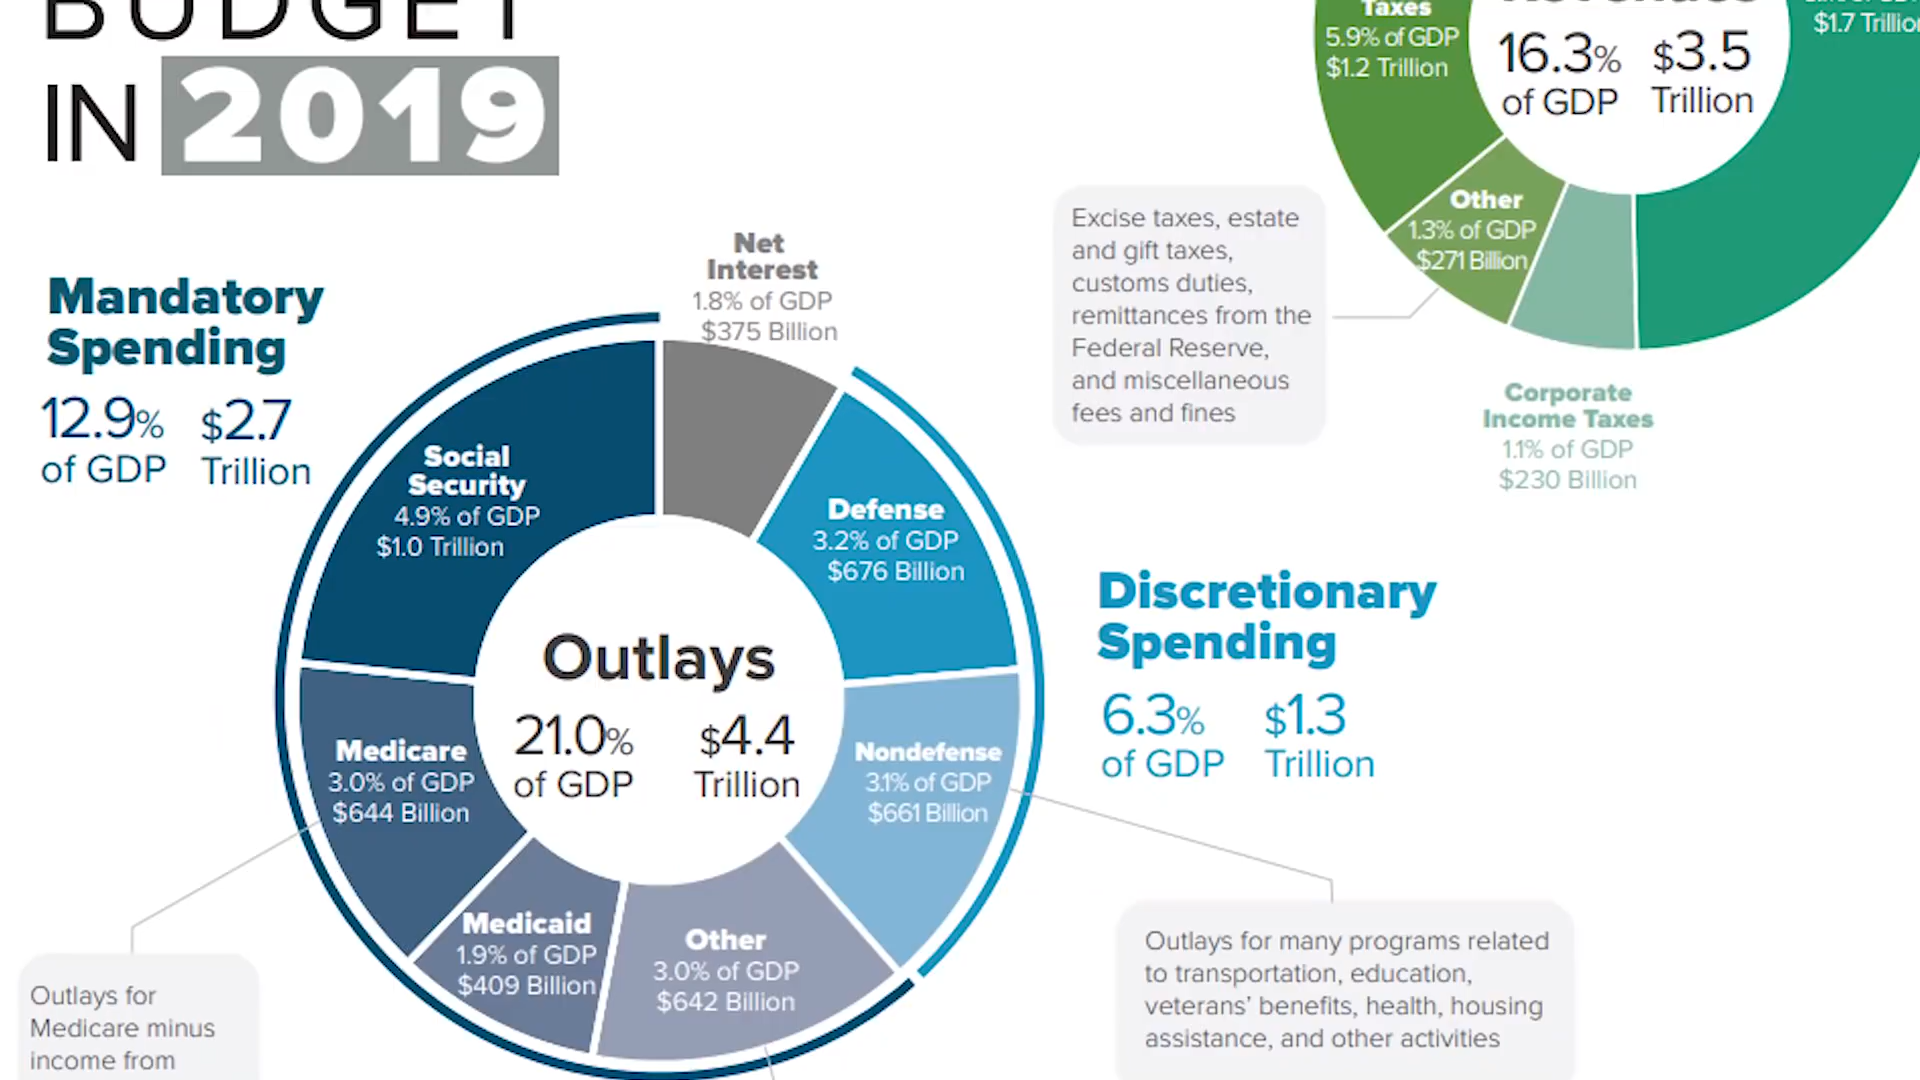 BUDGET
IN 2019
Mandatory
Spending
12.9% $2.7
of GDP Trillion
Net
Interest
1.8% of GDP
$375 Billion
Social
Security
4.9% of GDP
$1.0 Trillion
Defense
3.2% of GDP
$676 Billion
Outlays
21.0% $4.4
of GDP Trillion
Medicare
3.0% of GDP
$644 Billion
Nondefense
3.1% of GDP
$661 Billion
Medicaid
1.9% of GDP
$409 Billion
Other
3.0% of GDP
$642 Billion
Outlays for
Medicare minus
income from
Taxes
5.9% of GDP
$1.2 Trillion
16.3% $3.5
of GDP Trillion
$1.7
Other
1.3% of GDP
$271 Billion
Excise taxes, estate
and gift taxes,
customs duties,
remittances from the
Federal Reserve,
and miscellaneous
fees and fines
Corporate
Income Taxes
1.1% of GDP
$230 Billion
Discretionary
Spending
6.3% $1.3
of GDP Trillion
Outlays for many programs related
to transportation, education,
veterans' benefits, health, housing
assistance, and other activities